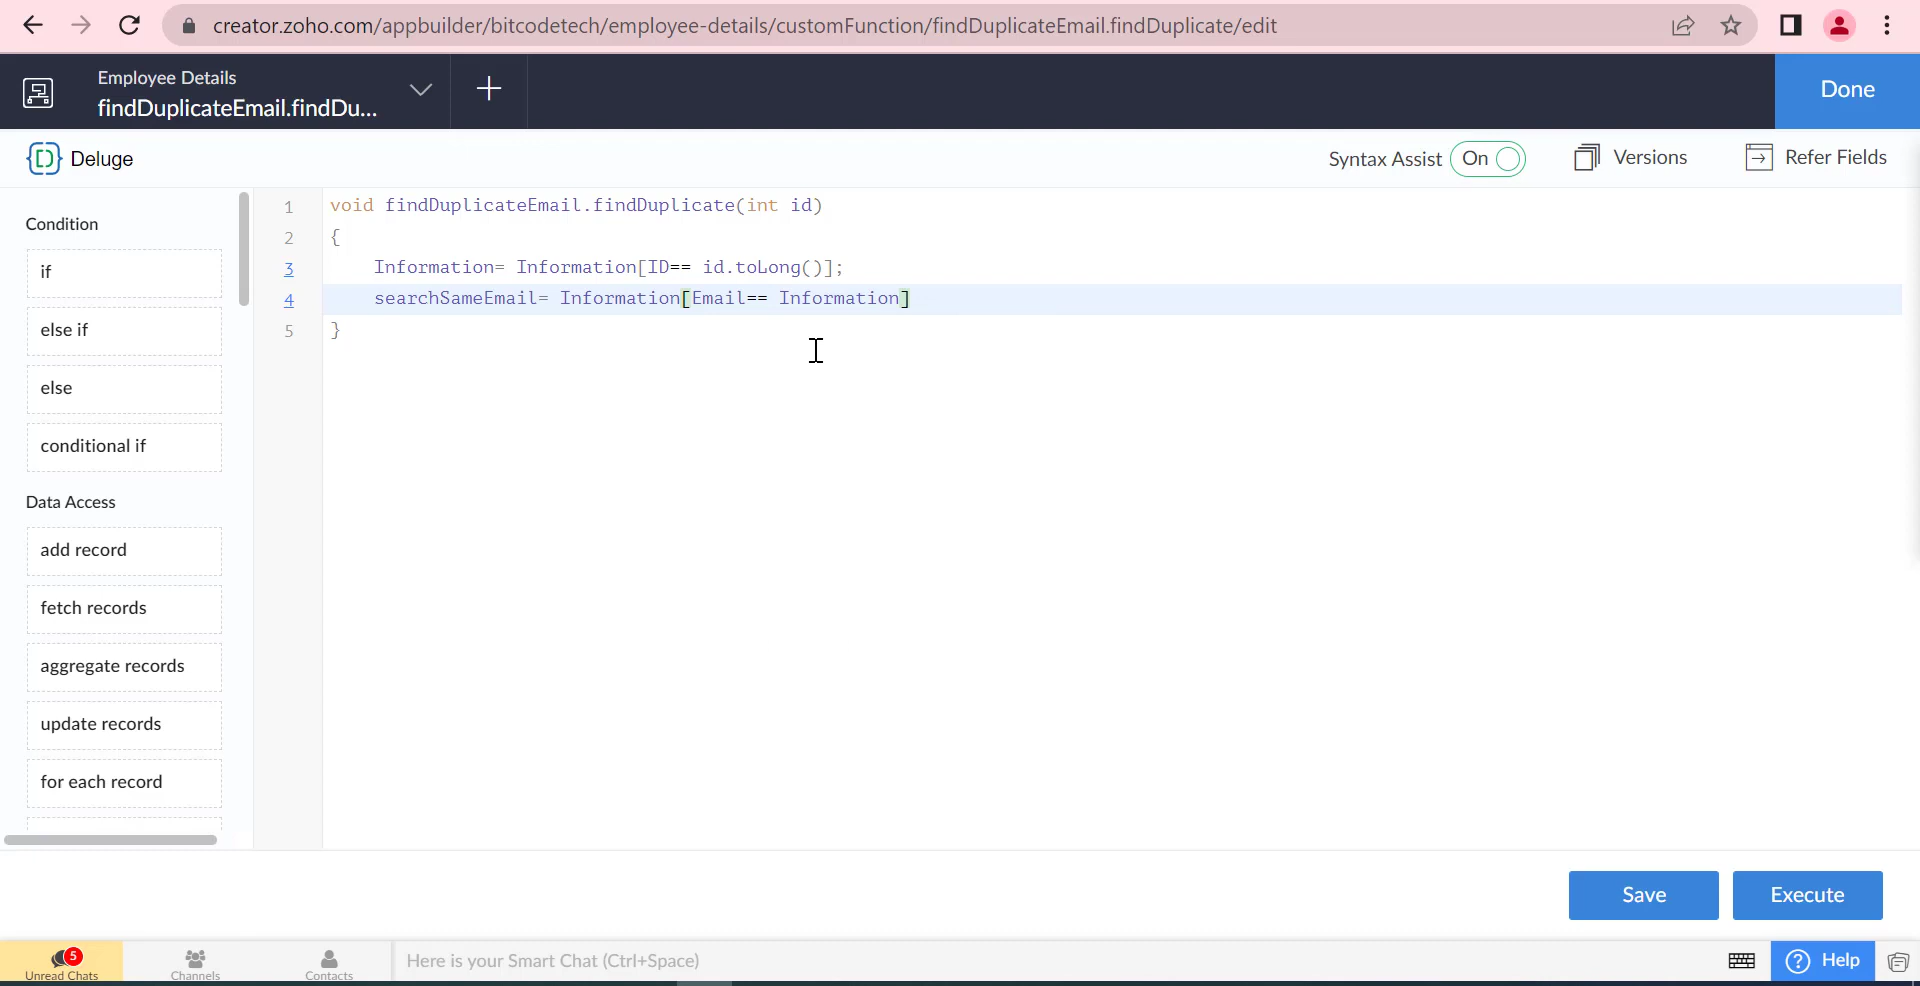 creator.zoho.com/appbuilder/bitcodetech/employee-details/customFunction/findDuplicateEmail.findDuplicate/edit
Employee Details
findDuplicateEmail.findDu...
Done
Deluge
Syntax Assist On
Versions
Refer Fields
Condition
if
else if
else
conditional if
Data Access
add record
fetch records
aggregate records
update records
for each record
1 void findDuplicateEmail.findDuplicate(int id)
2 {
3 Information= Information[ID== id.toLong()];
4 searchSameEmail= Information[Email== Information]
5 }
Save
Execute
5
Unread Chats
Channels
Contacts
Here is your Smart Chat (Ctrl+Space)
? Help